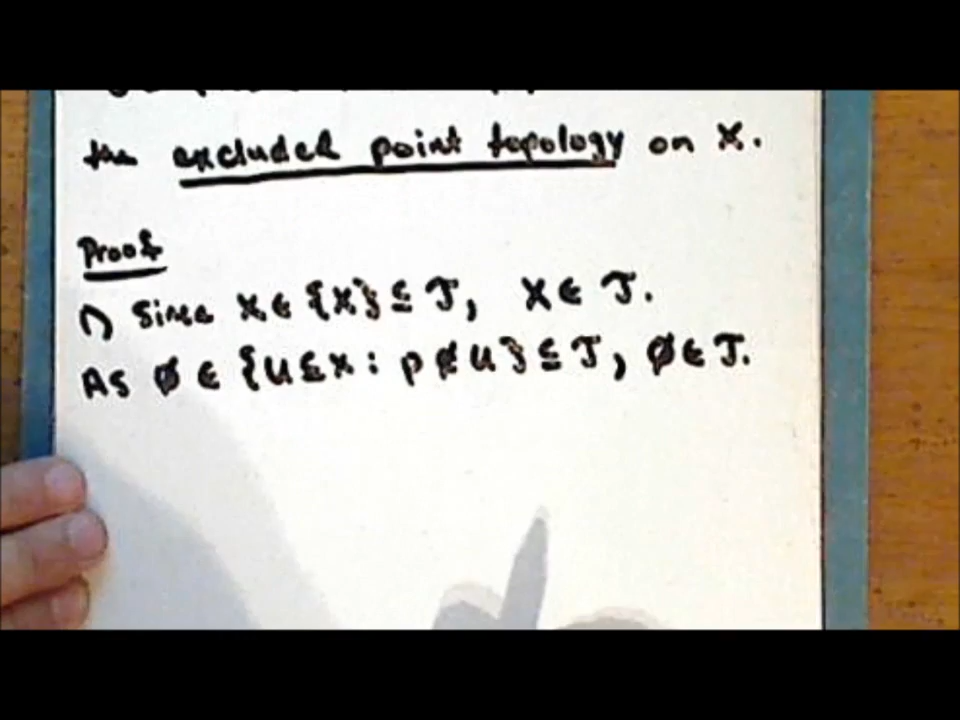 the excluded point topology on X.
Proof
1) Since X ∈ {X} ⊆ T, X ∈ T.
As ∅ ∈ {U ⊆ X : p ∉ U} ⊆ T, ∅ ∈ T.